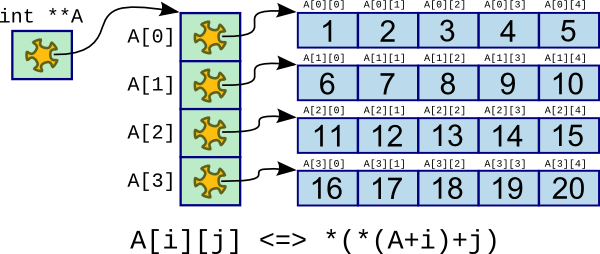 int **A
A[0]
A[0][0] A[0][1] A[0][2] A[0][3] A[0][4]
1 2 3 4 5
A[1]
A[1][0] A[1][1] A[1][2] A[1][3] A[1][4]
6 7 8 9 10
A[2]
A[2][0] A[2][1] A[2][2] A[2][3] A[2][4]
11 12 13 14 15
A[3]
A[3][0] A[3][1] A[3][2] A[3][3] A[3][4]
16 17 18 19 20
A[i][j] <=> *(*(A+i)+j)